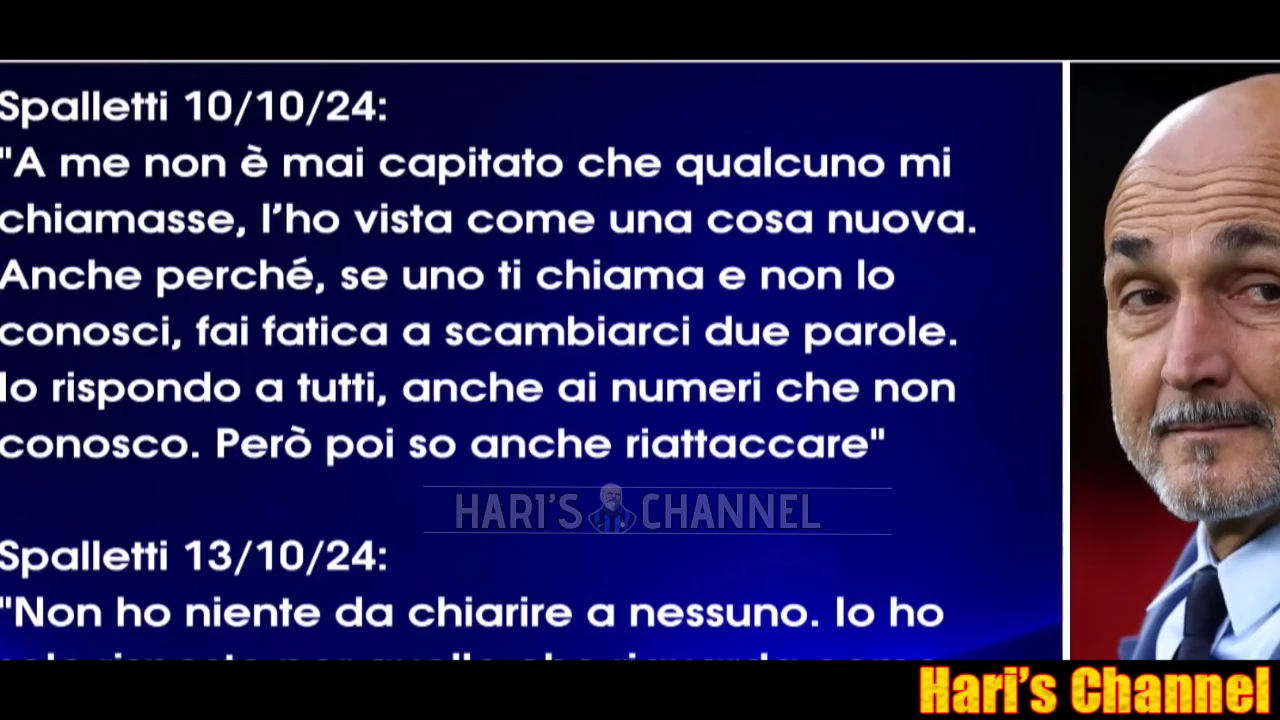 Spalletti 10/10/24:
"A me non è mai capitato che qualcuno mi
chiamasse, l’ho vista come una cosa nuova.
Anche perché, se uno ti chiama e non lo
conosci, fai fatica a scambiarci due parole.
Io rispondo a tutti, anche ai numeri che non
conosco. Però poi so anche riattaccare"
HARI'S CHANNEL
Spalletti 13/10/24:
"Non ho niente da chiarire a nessuno. Io ho
Hari's Channel